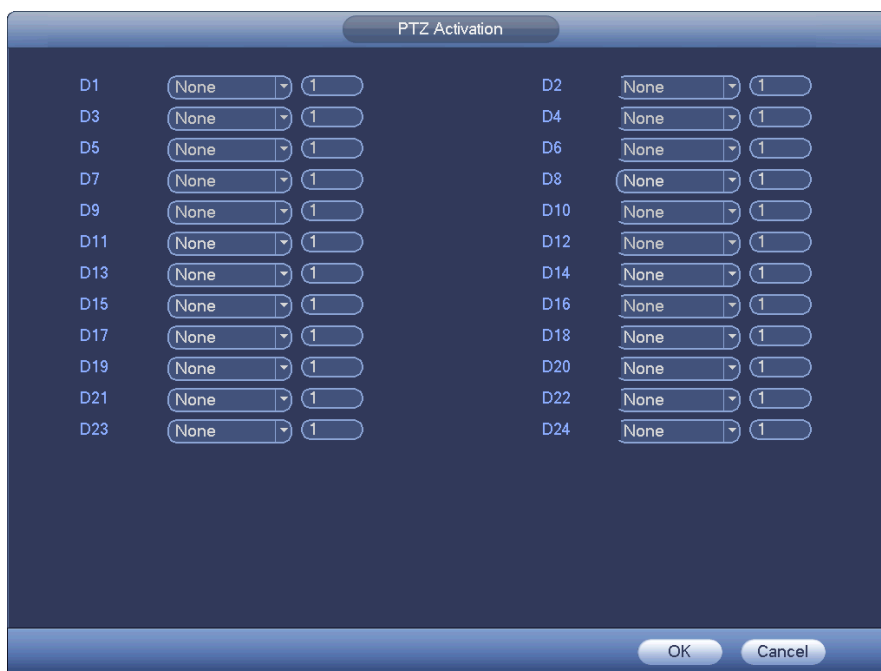 PTZ Activation
D1 None 1 D2 None 1
D3 None 1 D4 None 1
D5 None 1 D6 None 1
D7 None 1 D8 None 1
D9 None 1 D10 None 1
D11 None 1 D12 None 1
D13 None 1 D14 None 1
D15 None 1 D16 None 1
D17 None 1 D18 None 1
D19 None 1 D20 None 1
D21 None 1 D22 None 1
D23 None 1 D24 None 1
OK Cancel